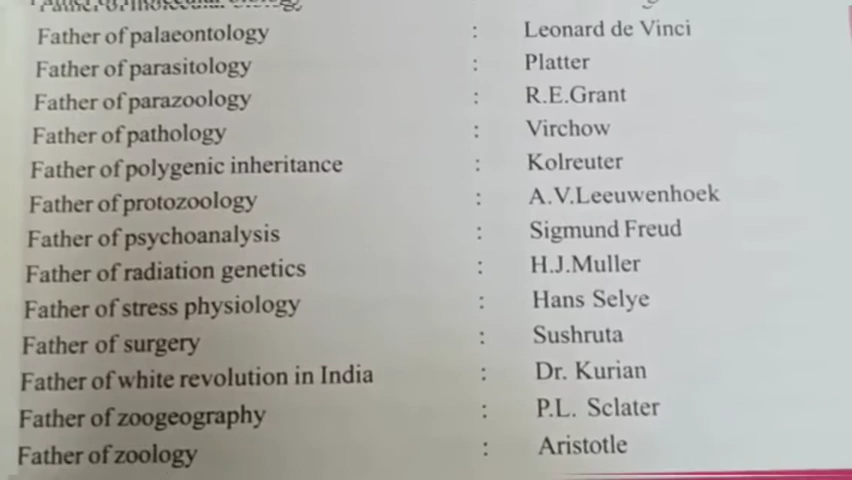 Father of palaeontology : Leonard de Vinci
Father of parasitology : Platter
Father of parazoology : R.E.Grant
Father of pathology : Virchow
Father of polygenic inheritance : Kolreuter
Father of protozoology : A.V.Leeuwenhoek
Father of psychoanalysis : Sigmund Freud
Father of radiation genetics : H.J.Muller
Father of stress physiology : Hans Selye
Father of surgery : Sushruta
Father of white revolution in India : Dr. Kurian
Father of zoogeography : P.L. Sclater
Father of zoology : Aristotle